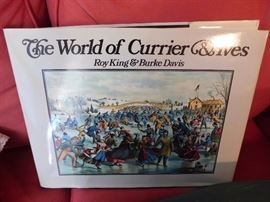 The World of Currier & Ives
Roy King & Burke Davis